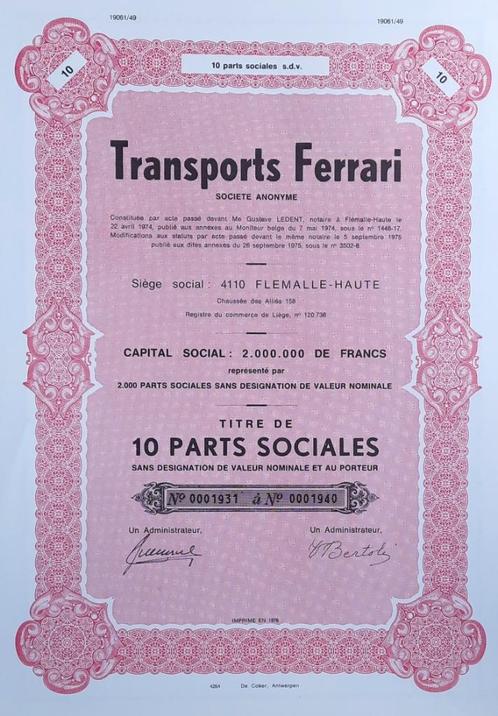 19061/49
19061/49
10
10 parts sociales s.d.v.
10
Transports Ferrari
SOCIETE ANONYME
Constituée par acte passé devant Me Gustave LEDENT, notaire à Flémalle-Haute le
22 avril 1974, publié aux annexes au Moniteur belge du 7 mai 1974, sous le n° 1446-17.
Modifications aux statuts par acte passé devant le même notaire le 5 septembre 1975
publié aux dites annexes du 26 septembre 1975, sous le n° 3502-8.
Siège social : 4110 FLEMALLE-HAUTE
Chaussée des Alliés 158
Registre du commerce de Liège, n° 120.738
CAPITAL SOCIAL : 2.000.000 DE FRANCS
représenté par
2.000 PARTS SOCIALES SANS DESIGNATION DE VALEUR NOMINALE
TITRE DE
10 PARTS SOCIALES
SANS DESIGNATION DE VALEUR NOMINALE ET AU PORTEUR
Nº 0001931 à Nº 0001940
Un Administrateur, Un Administrateur,
Bertoli
IMPRIME EN 1976
4264 De Coker, Antwerpen